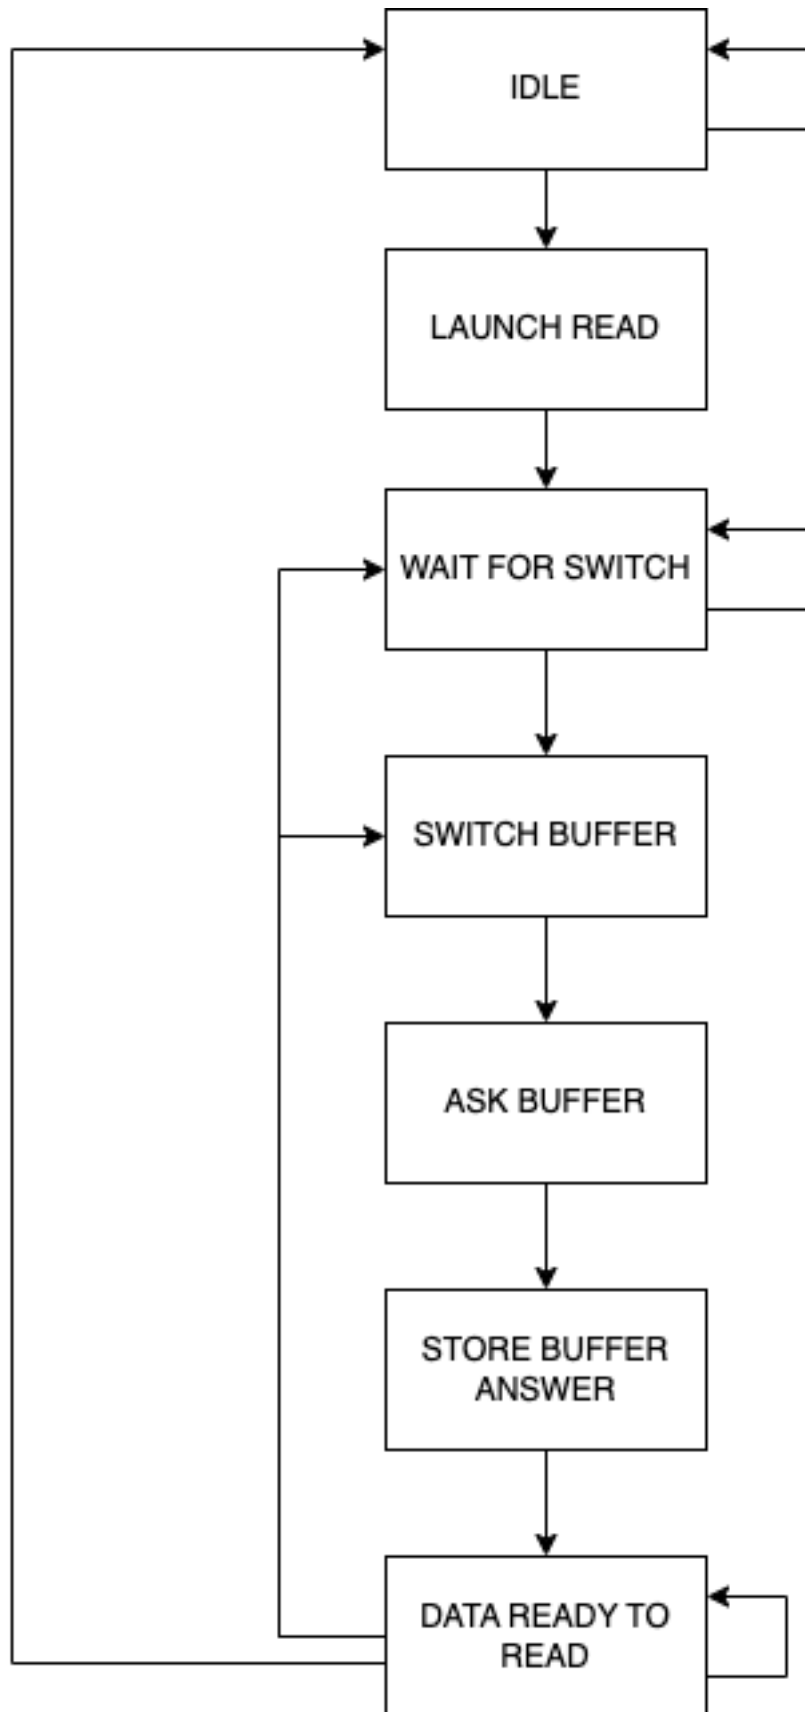 IDLE
LAUNCH READ
WAIT FOR SWITCH
SWITCH BUFFER
ASK BUFFER
STORE BUFFER
ANSWER
DATA READY TO
READ